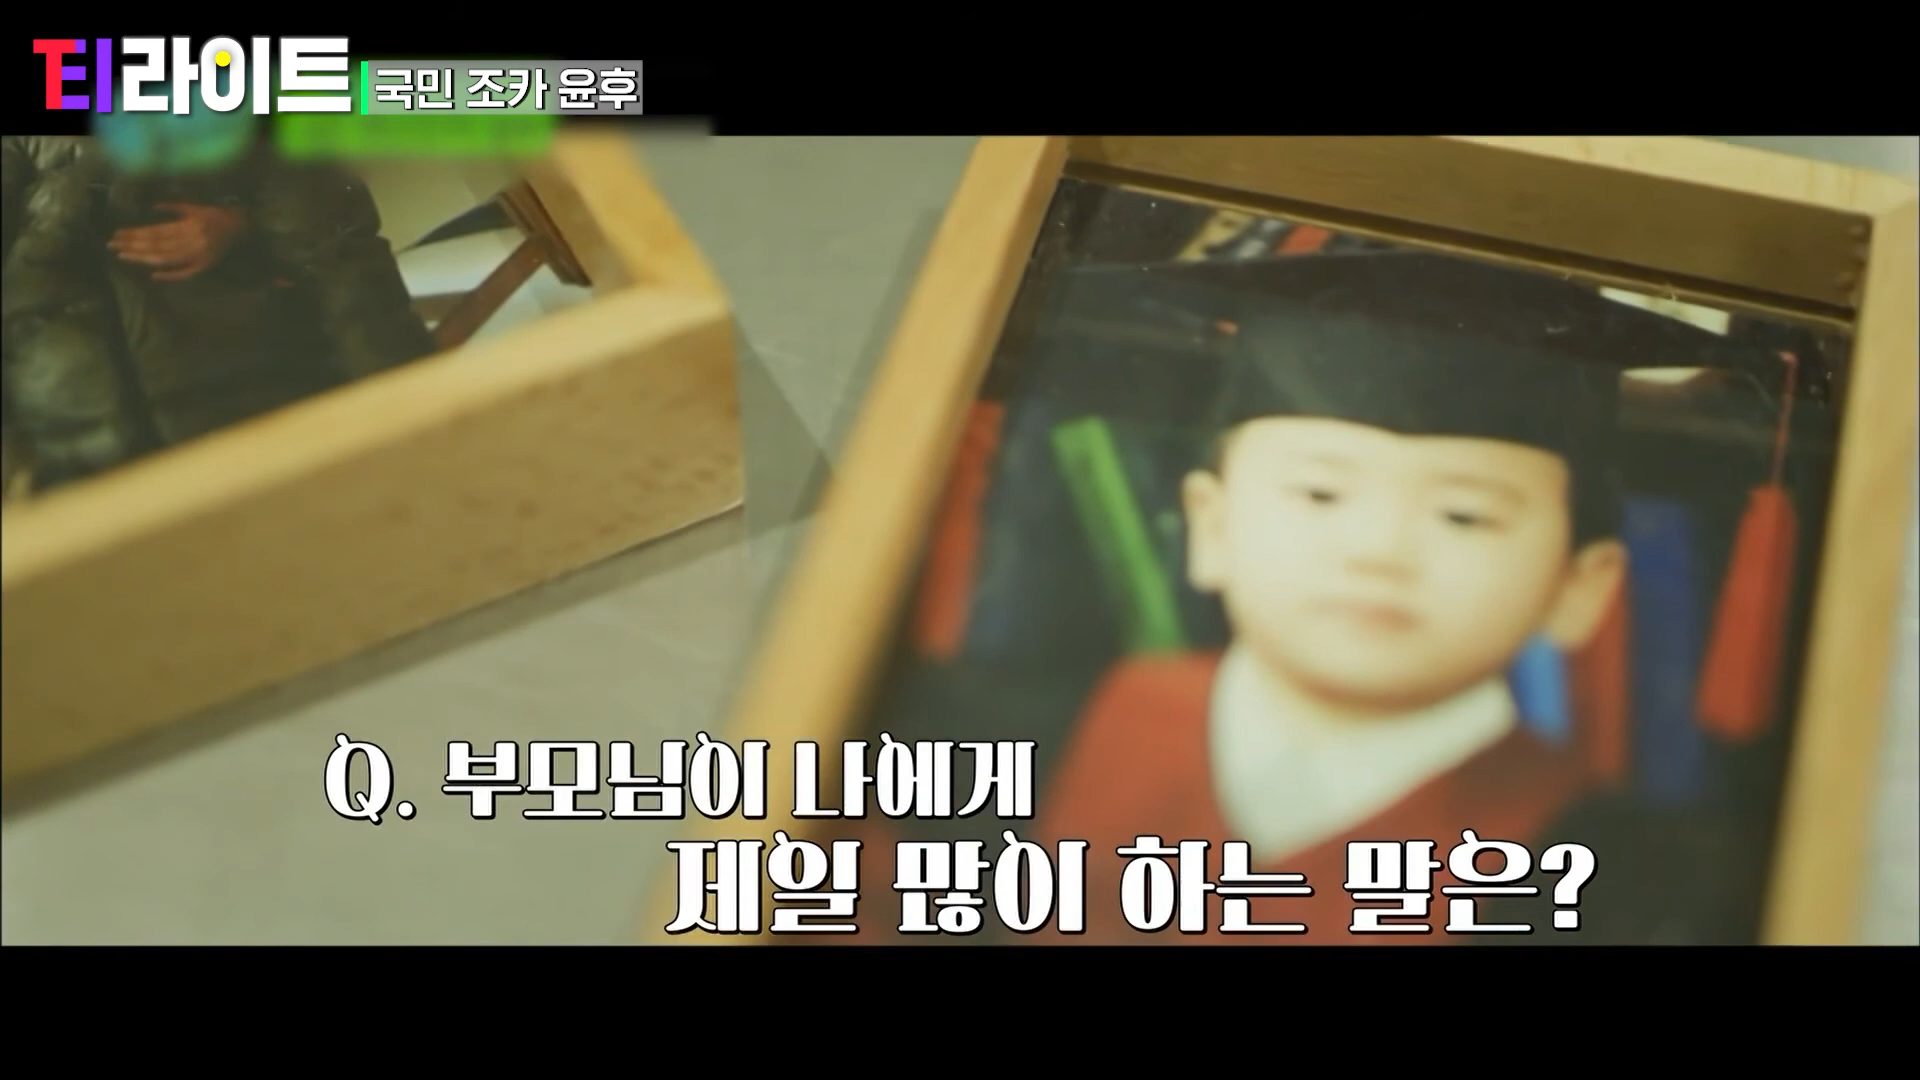 티라이트
국민 조카 윤후
Q. 부모님이 나에게
제일 많이 하는 말은?